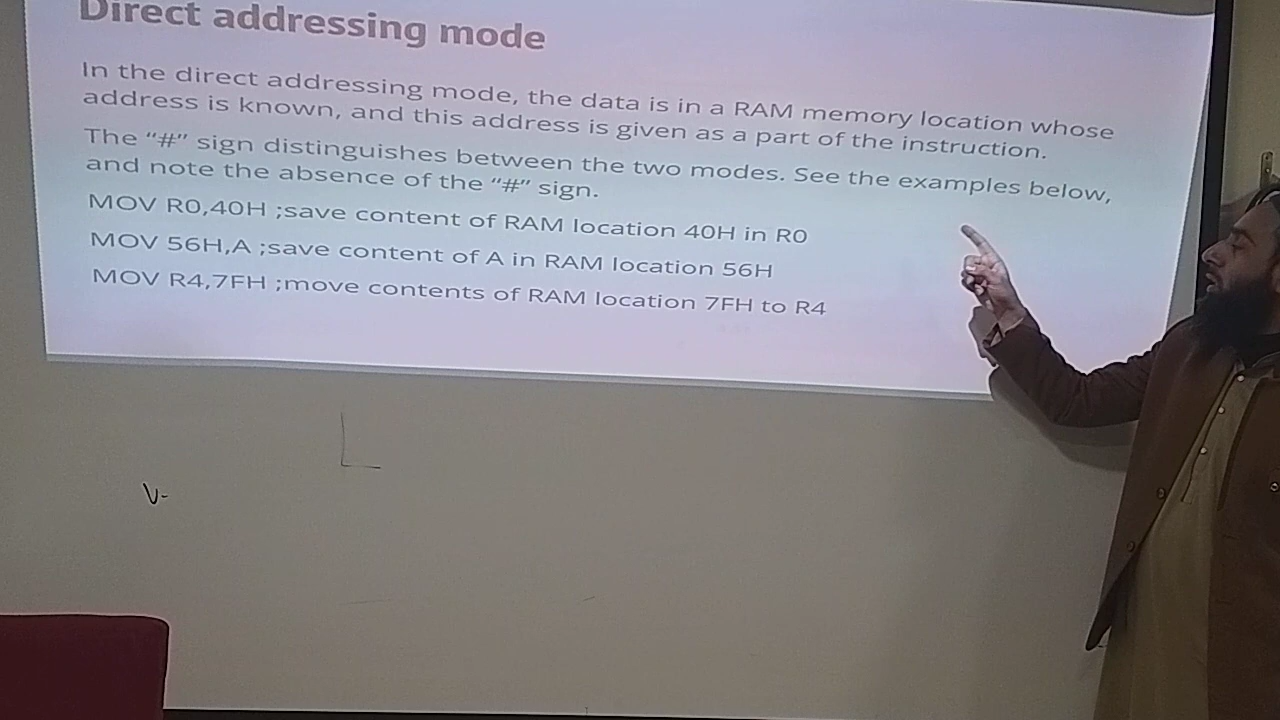 Direct addressing mode
In the direct addressing mode, the data is in a RAM memory location whose
address is known, and this address is given as a part of the instruction.
The “#” sign distinguishes between the two modes. See the examples below,
and note the absence of the “#” sign.
MOV R0,40H ;save content of RAM location 40H in R0
MOV 56H,A ;save content of A in RAM location 56H
MOV R4,7FH ;move contents of RAM location 7FH to R4